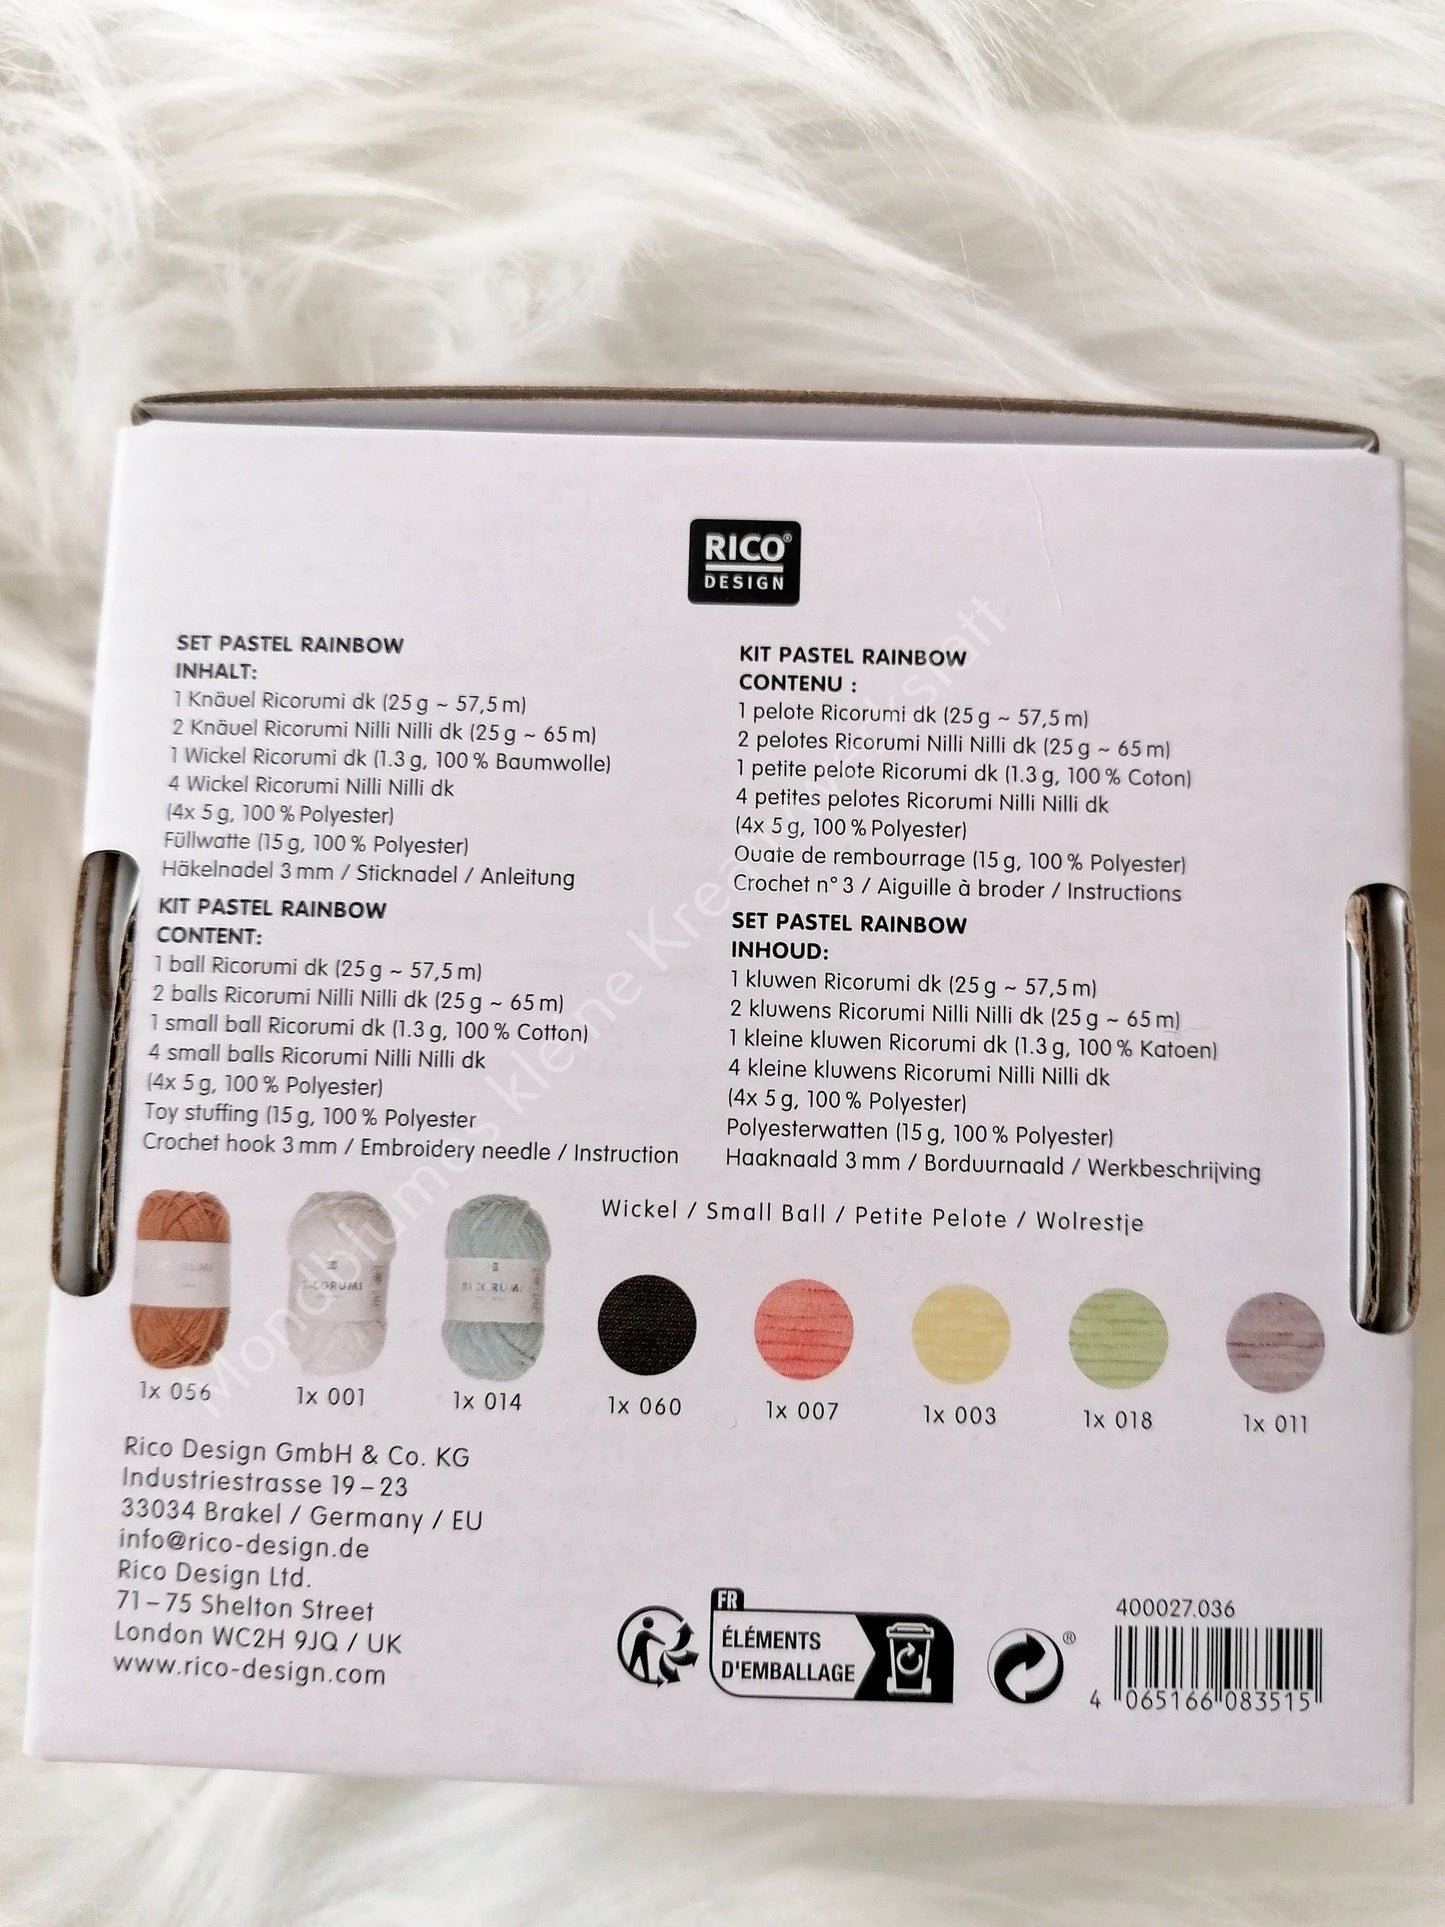 RICO®
DESIGN
SET PASTEL RAINBOW
INHALT:
1 Knäuel Ricorumi dk (25 g ~ 57,5 m)
2 Knäuel Ricorumi Nilli Nilli dk (25 g ~ 65 m)
1 Wickel Ricorumi dk (1.3 g, 100 % Baumwolle)
4 Wickel Ricorumi Nilli Nilli dk
(4x 5 g, 100 % Polyester)
Füllwatte (15 g, 100 % Polyester)
Häkelnadel 3 mm / Sticknadel / Anleitung
KIT PASTEL RAINBOW
CONTENT:
1 ball Ricorumi dk (25 g ~ 57,5 m)
2 balls Ricorumi Nilli Nilli dk (25 g ~ 65 m)
1 small ball Ricorumi dk (1.3 g, 100 % Cotton)
4 small balls Ricorumi Nilli Nilli dk
(4x 5 g, 100 % Polyester)
Toy stuffing (15 g, 100 % Polyester
Crochet hook 3 mm / Embroidery needle / Instruction
KIT PASTEL RAINBOW
CONTENU :
1 pelote Ricorumi dk (25 g ~ 57,5 m)
2 pelotes Ricorumi Nilli Nilli dk (25 g ~ 65 m)
1 petite pelote Ricorumi dk (1.3 g, 100 % Coton)
4 petites pelotes Ricorumi Nilli Nilli dk
(4x 5 g, 100 % Polyester)
Ouate de rembourrage (15 g, 100 % Polyester)
Crochet n° 3 / Aiguille à broder / Instructions
SET PASTEL RAINBOW
INHOUD:
1 kluwen Ricorumi dk (25 g ~ 57,5 m)
2 kluwens Ricorumi Nilli Nilli dk (25 g ~ 65 m)
1 kleine kluwen Ricorumi dk (1.3 g, 100 % Katoen)
4 kleine kluwens Ricorumi Nilli Nilli dk
(4x 5 g, 100 % Polyester)
Polyesterwatten (15 g, 100 % Polyester)
Haaknaald 3 mm / Borduurnaald / Werkbeschrijving
Wickel / Small Ball / Petite Pelote / Wolrestje
RICORUMI
1x 056
1x 001
1x 014
1x 060
1x 007
1x 003
1x 018
1x 011
Rico Design GmbH & Co. KG
Industriestrasse 19 – 23
33034 Brakel / Germany / EU
info@rico-design.de
Rico Design Ltd.
71 – 75 Shelton Street
London WC2H 9JQ / UK
www.rico-design.com
FR
ÉLÉMENTS
D'EMBALLAGE
®
400027.036
4 065166 083515
Mondblumes kleine Kreativwerkstatt